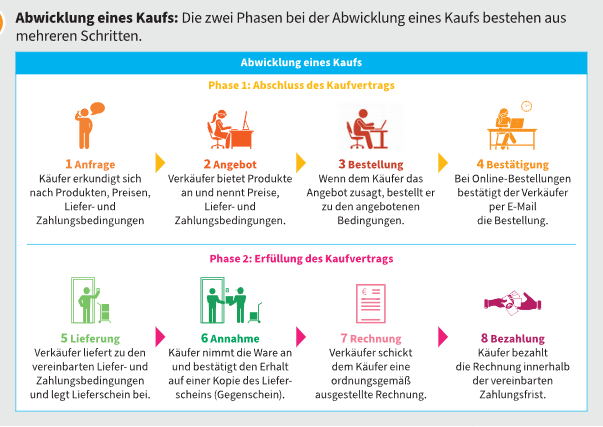 Abwicklung eines Kaufs: Die zwei Phasen bei der Abwicklung eines Kaufs bestehen aus
mehreren Schritten.
Abwicklung eines Kaufs
Phase 1: Abschluss des Kaufvertrags
1 Anfrage
Käufer erkundigt sich
nach Produkten, Preisen,
Liefer- und
Zahlungsbedingungen
2 Angebot
Verkäufer bietet Produkte
an und nennt Preise,
Liefer- und
Zahlungsbedingungen.
3 Bestellung
Wenn dem Käufer das
Angebot zusagt, bestellt er
zu den angebotenen
Bedingungen.
4 Bestätigung
Bei Online-Bestellungen
bestätigt der Verkäufer
per E-Mail
die Bestellung.
Phase 2: Erfüllung des Kaufvertrags
5 Lieferung
Verkäufer liefert zu den
vereinbarten Liefer- und
Zahlungsbedingungen
und legt Lieferschein bei.
6 Annahme
Käufer nimmt die Ware an
und bestätigt den Erhalt
auf einer Kopie des Liefer-
scheins (Gegenschein).
€
7 Rechnung
Verkäufer schickt
dem Käufer eine
ordnungsgemäß
ausgestellte Rechnung.
8 Bezahlung
Käufer bezahlt
die Rechnung innerhalb
der vereinbarten
Zahlungsfrist.